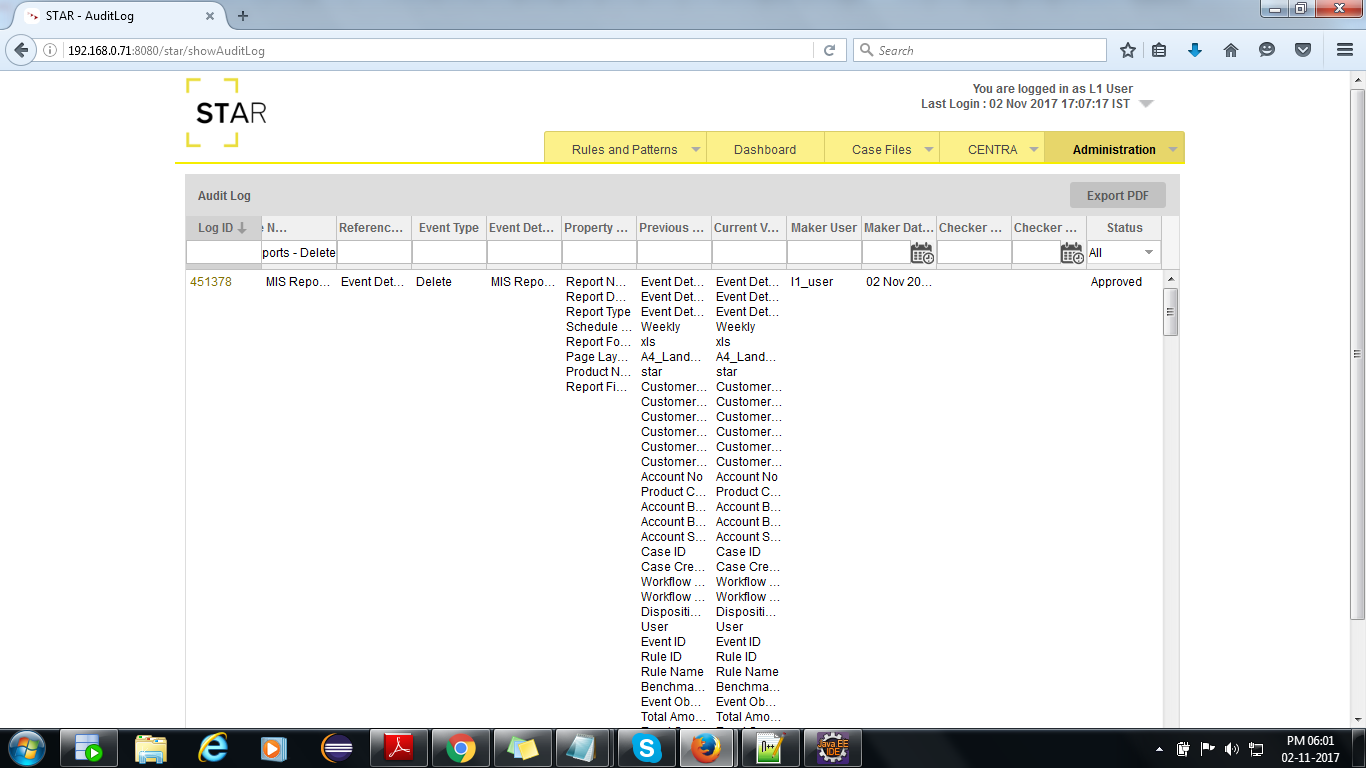 STAR - AuditLog
192.168.0.71:8080/star/showAuditLog
Search
STAR
You are logged in as L1 User
Last Login : 02 Nov 2017 17:07:17 IST
Rules and Patterns Dashboard Case Files CENTRA Administration
Audit Log Export PDF
Log ID e N... Referenc... Event Type Event Det... Property ... Previous ... Current V... Maker User Maker Dat... Checker ... Checker ... Status
ports - Delete All
451378 MIS Repo... Event Det... Delete MIS Repo... Report N... Event Det... Event Det... l1_user 02 Nov 20... Approved
Report D... Event Det... Event Det...
Report Type Event Det... Event Det...
Schedule ... Weekly Weekly
Report Fo... xls xls
Page Lay... A4_Land... A4_Land...
Product N... star star
Report Fi... Customer... Customer...
Customer... Customer...
Customer... Customer...
Customer... Customer...
Customer... Customer...
Customer... Customer...
Account No Account No
Product C... Product C...
Account B... Account B...
Account B... Account B...
Account S... Account S...
Case ID Case ID
Case Cre... Case Cre...
Workflow ... Workflow ...
Workflow ... Workflow ...
Dispositi... Dispositi...
User User
Event ID Event ID
Rule ID Rule ID
Rule Name Rule Name
Benchma... Benchma...
Event Ob... Event Ob...
Total Amo... Total Amo...
Java EE
IDE
PM 06:01
02-11-2017